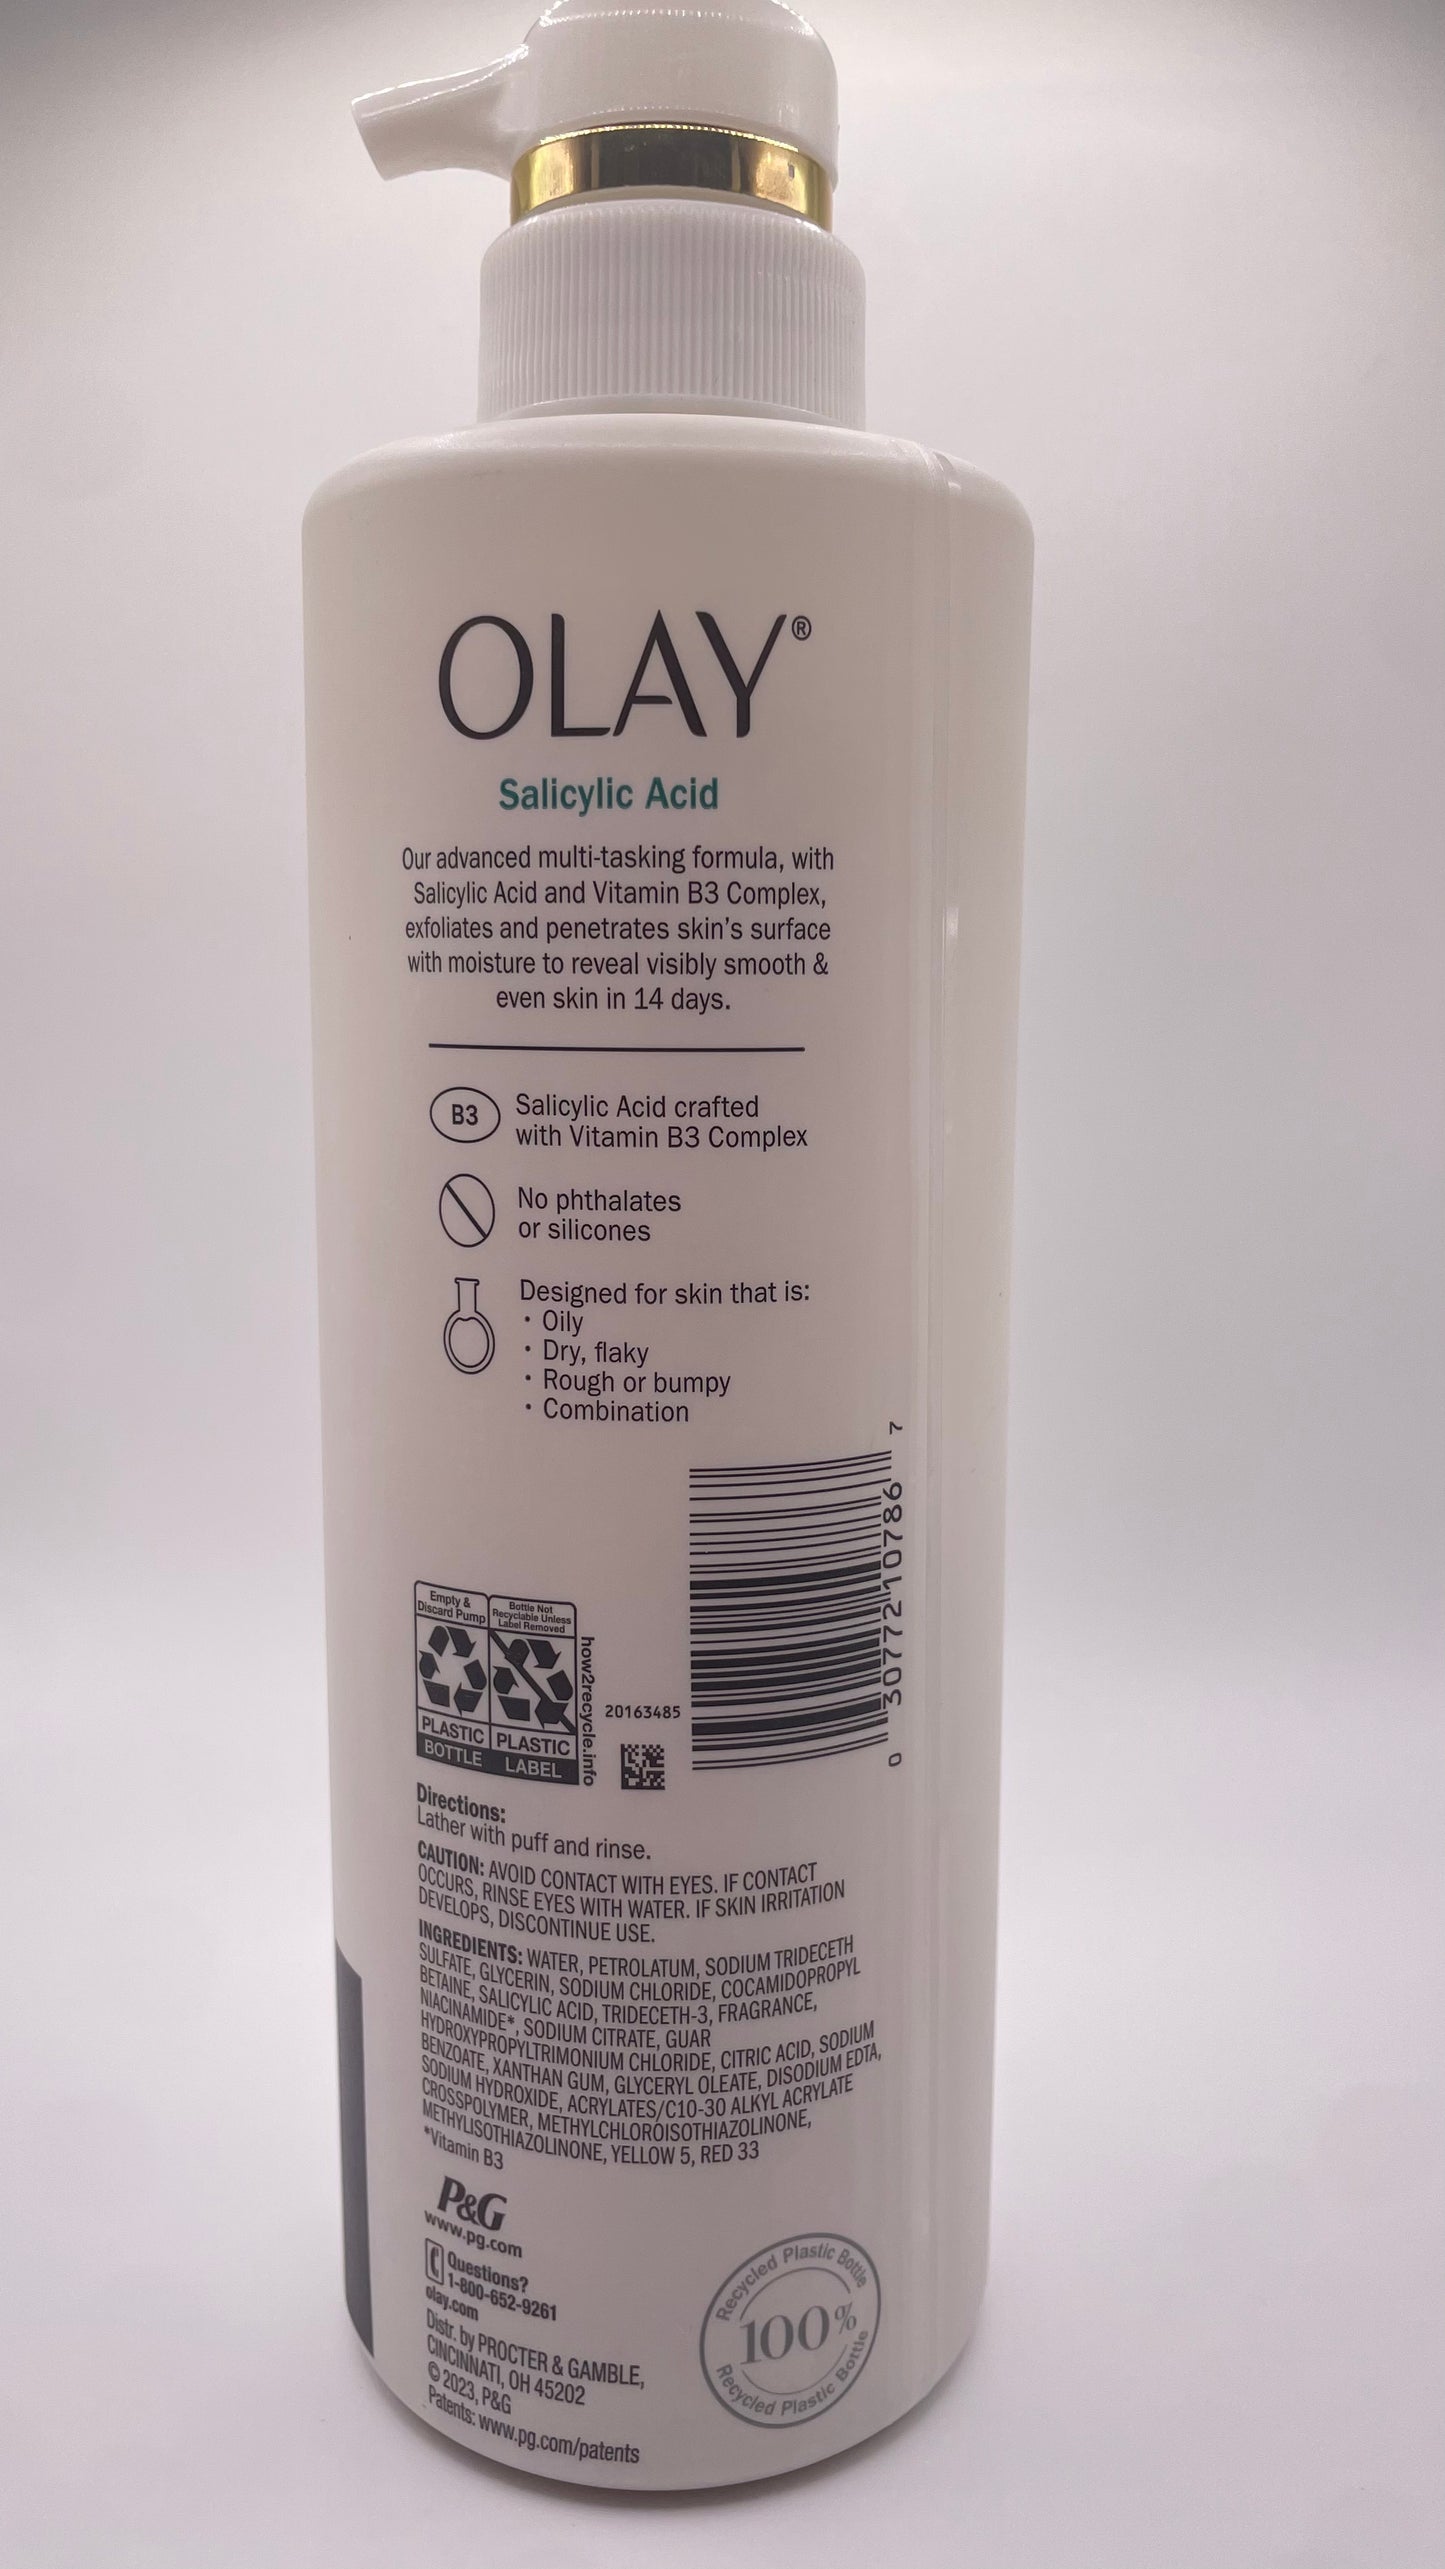 OLAY®
Salicylic Acid
Our advanced multi-tasking formula, with
Salicylic Acid and Vitamin B3 Complex,
exfoliates and penetrates skin's surface
with moisture to reveal visibly smooth &
even skin in 14 days.
B3
Salicylic Acid crafted
with Vitamin B3 Complex
No phthalates
or silicones
Designed for skin that is:
• Oily
• Dry, flaky
• Rough or bumpy
• Combination
Empy &
Discard Pump
PLASTIC
BOTTLE
Bottle Not
Recyclable Unless
Label Removed
PLASTIC
LABEL
how2recycle.info
20163485
0 30772 10786 7
Directions:
Lather with puff and rinse.
CAUTION: AVOID CONTACT WITH EYES. IF CONTACT
OCCURS, RINSE EYES WITH WATER. IF SKIN IRRITATION
DEVELOPS, DISCONTINUE USE.
INGREDIENTS: WATER, PETROLATUM, SODIUM TRIDECETH
SULFATE, GLYCERIN, SODIUM CHLORIDE, COCAMIDOPROPYL
BETAINE, SALICYLIC ACID, TRIDECETH-3, FRAGRANCE,
NIACINAMIDE*, SODIUM CITRATE, GUAR
HYDROXYPROPYLTRIMONIUM CHLORIDE, CITRIC ACID, SODIUM
BENZOATE, XANTHAN GUM, GLYCERYL OLEATE, DISODIUM EDTA,
SODIUM HYDROXIDE, ACRYLATES/C10-30 ALKYL ACRYLATE
CROSSPOLYMER, METHYLCHLOROISOTHIAZOLINONE,
METHYLISOTHIAZOLINONE, YELLOW 5, RED 33
*Vitamin B3
P&G
www.pg.com
Questions?
1-800-652-9261
olay.com
Distr. by PROCTER & GAMBLE,
CINCINNATI, OH 45202
© 2023, P&G
Patents: www.pg.com/patents
Recycled Plastic Bottle
100%
Recycled Plastic Bottle